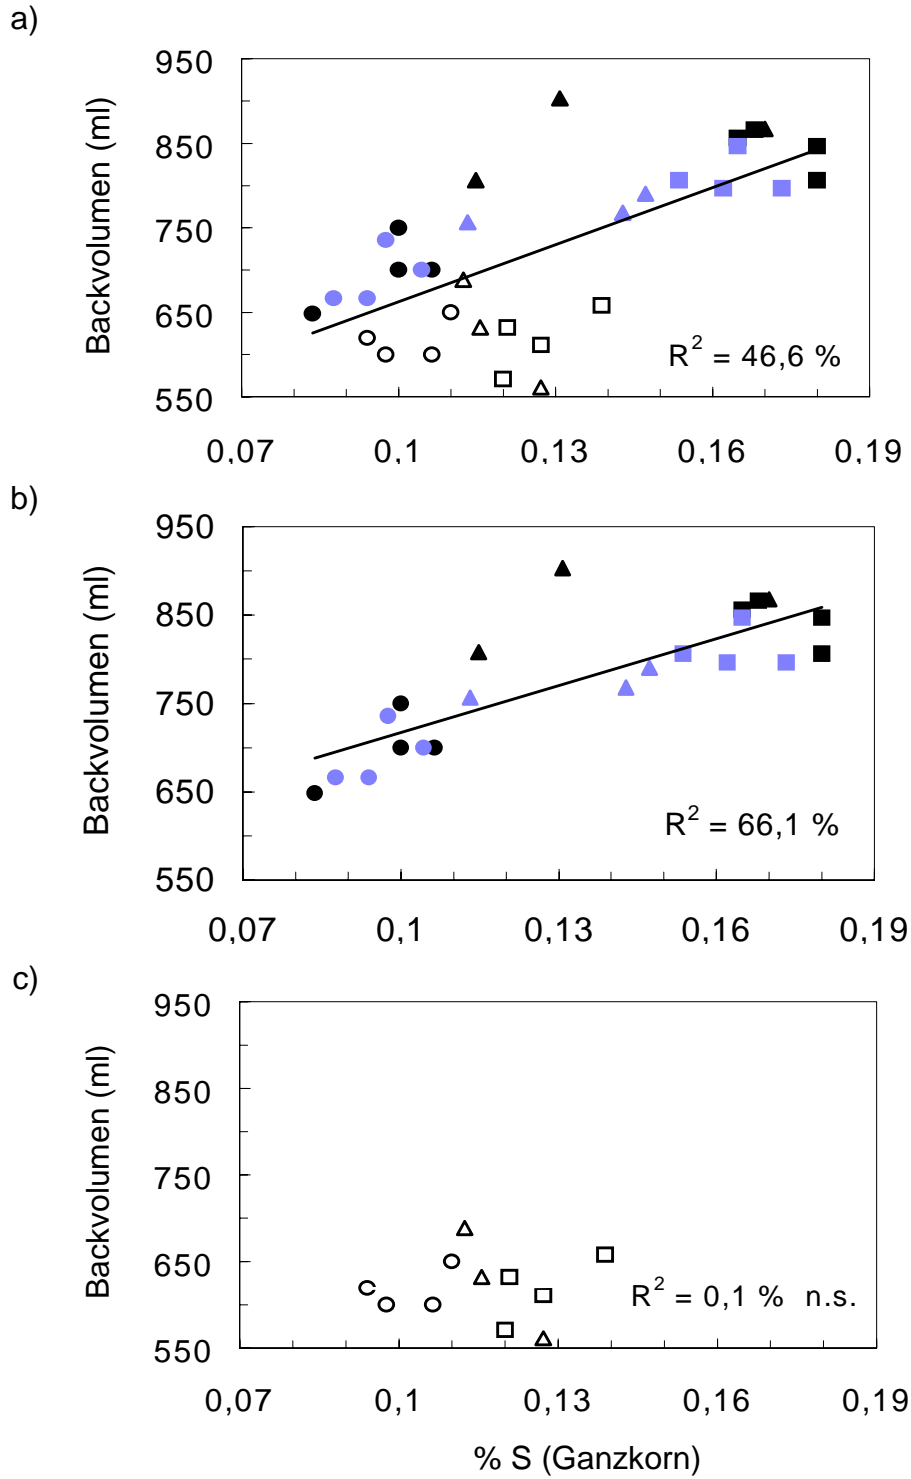 a)
Backvolumen (ml)
950
850
750
650
550
R² = 46,6 %
0,07 0,1 0,13 0,16 0,19
b)
Backvolumen (ml)
950
850
750
650
550
R² = 66,1 %
0,07 0,1 0,13 0,16 0,19
c)
Backvolumen (ml)
950
850
750
650
550
R² = 0,1 % n.s.
0,07 0,1 0,13 0,16 0,19
% S (Ganzkorn)